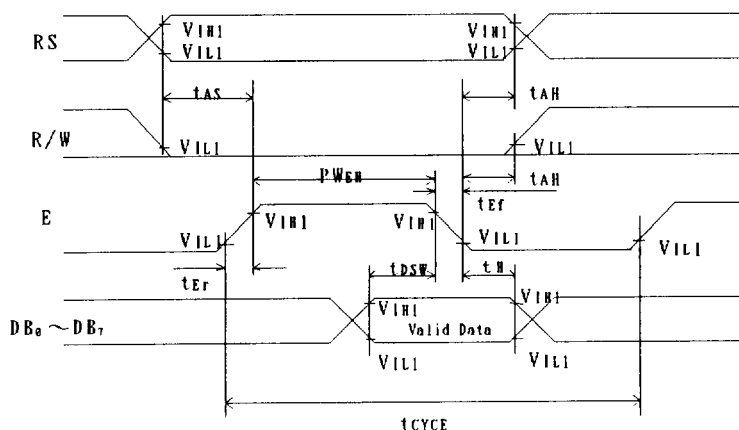 RS
VIH1
VIL1
VIH1
VIL1
tAS
tAH
R/W
VIL1
VIL1
PWEH
tAH
tEf
E
VIL1
VIH1
VIH1
VIL1
VIL1
tEr
tDSW
tH
DB0 ~DB7
VIH1
Valid Data
VIH1
VIL1
VIL1
tCYCE